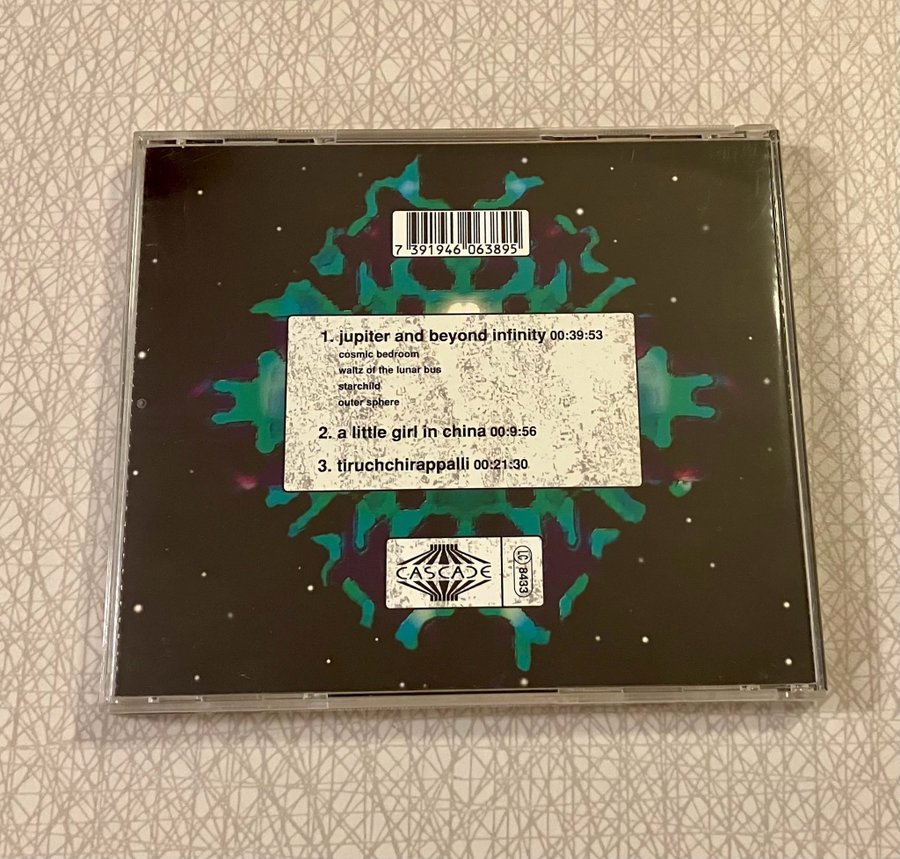 7 391946 063895
1. jupiter and beyond infinity 00:39:53
cosmic bedroom
waltz of the lunar bus
starchild
outer sphere
2. a little girl in china 00:9:56
3. tiruchchirappalli 00:21:30
CASCADE
LC 8433